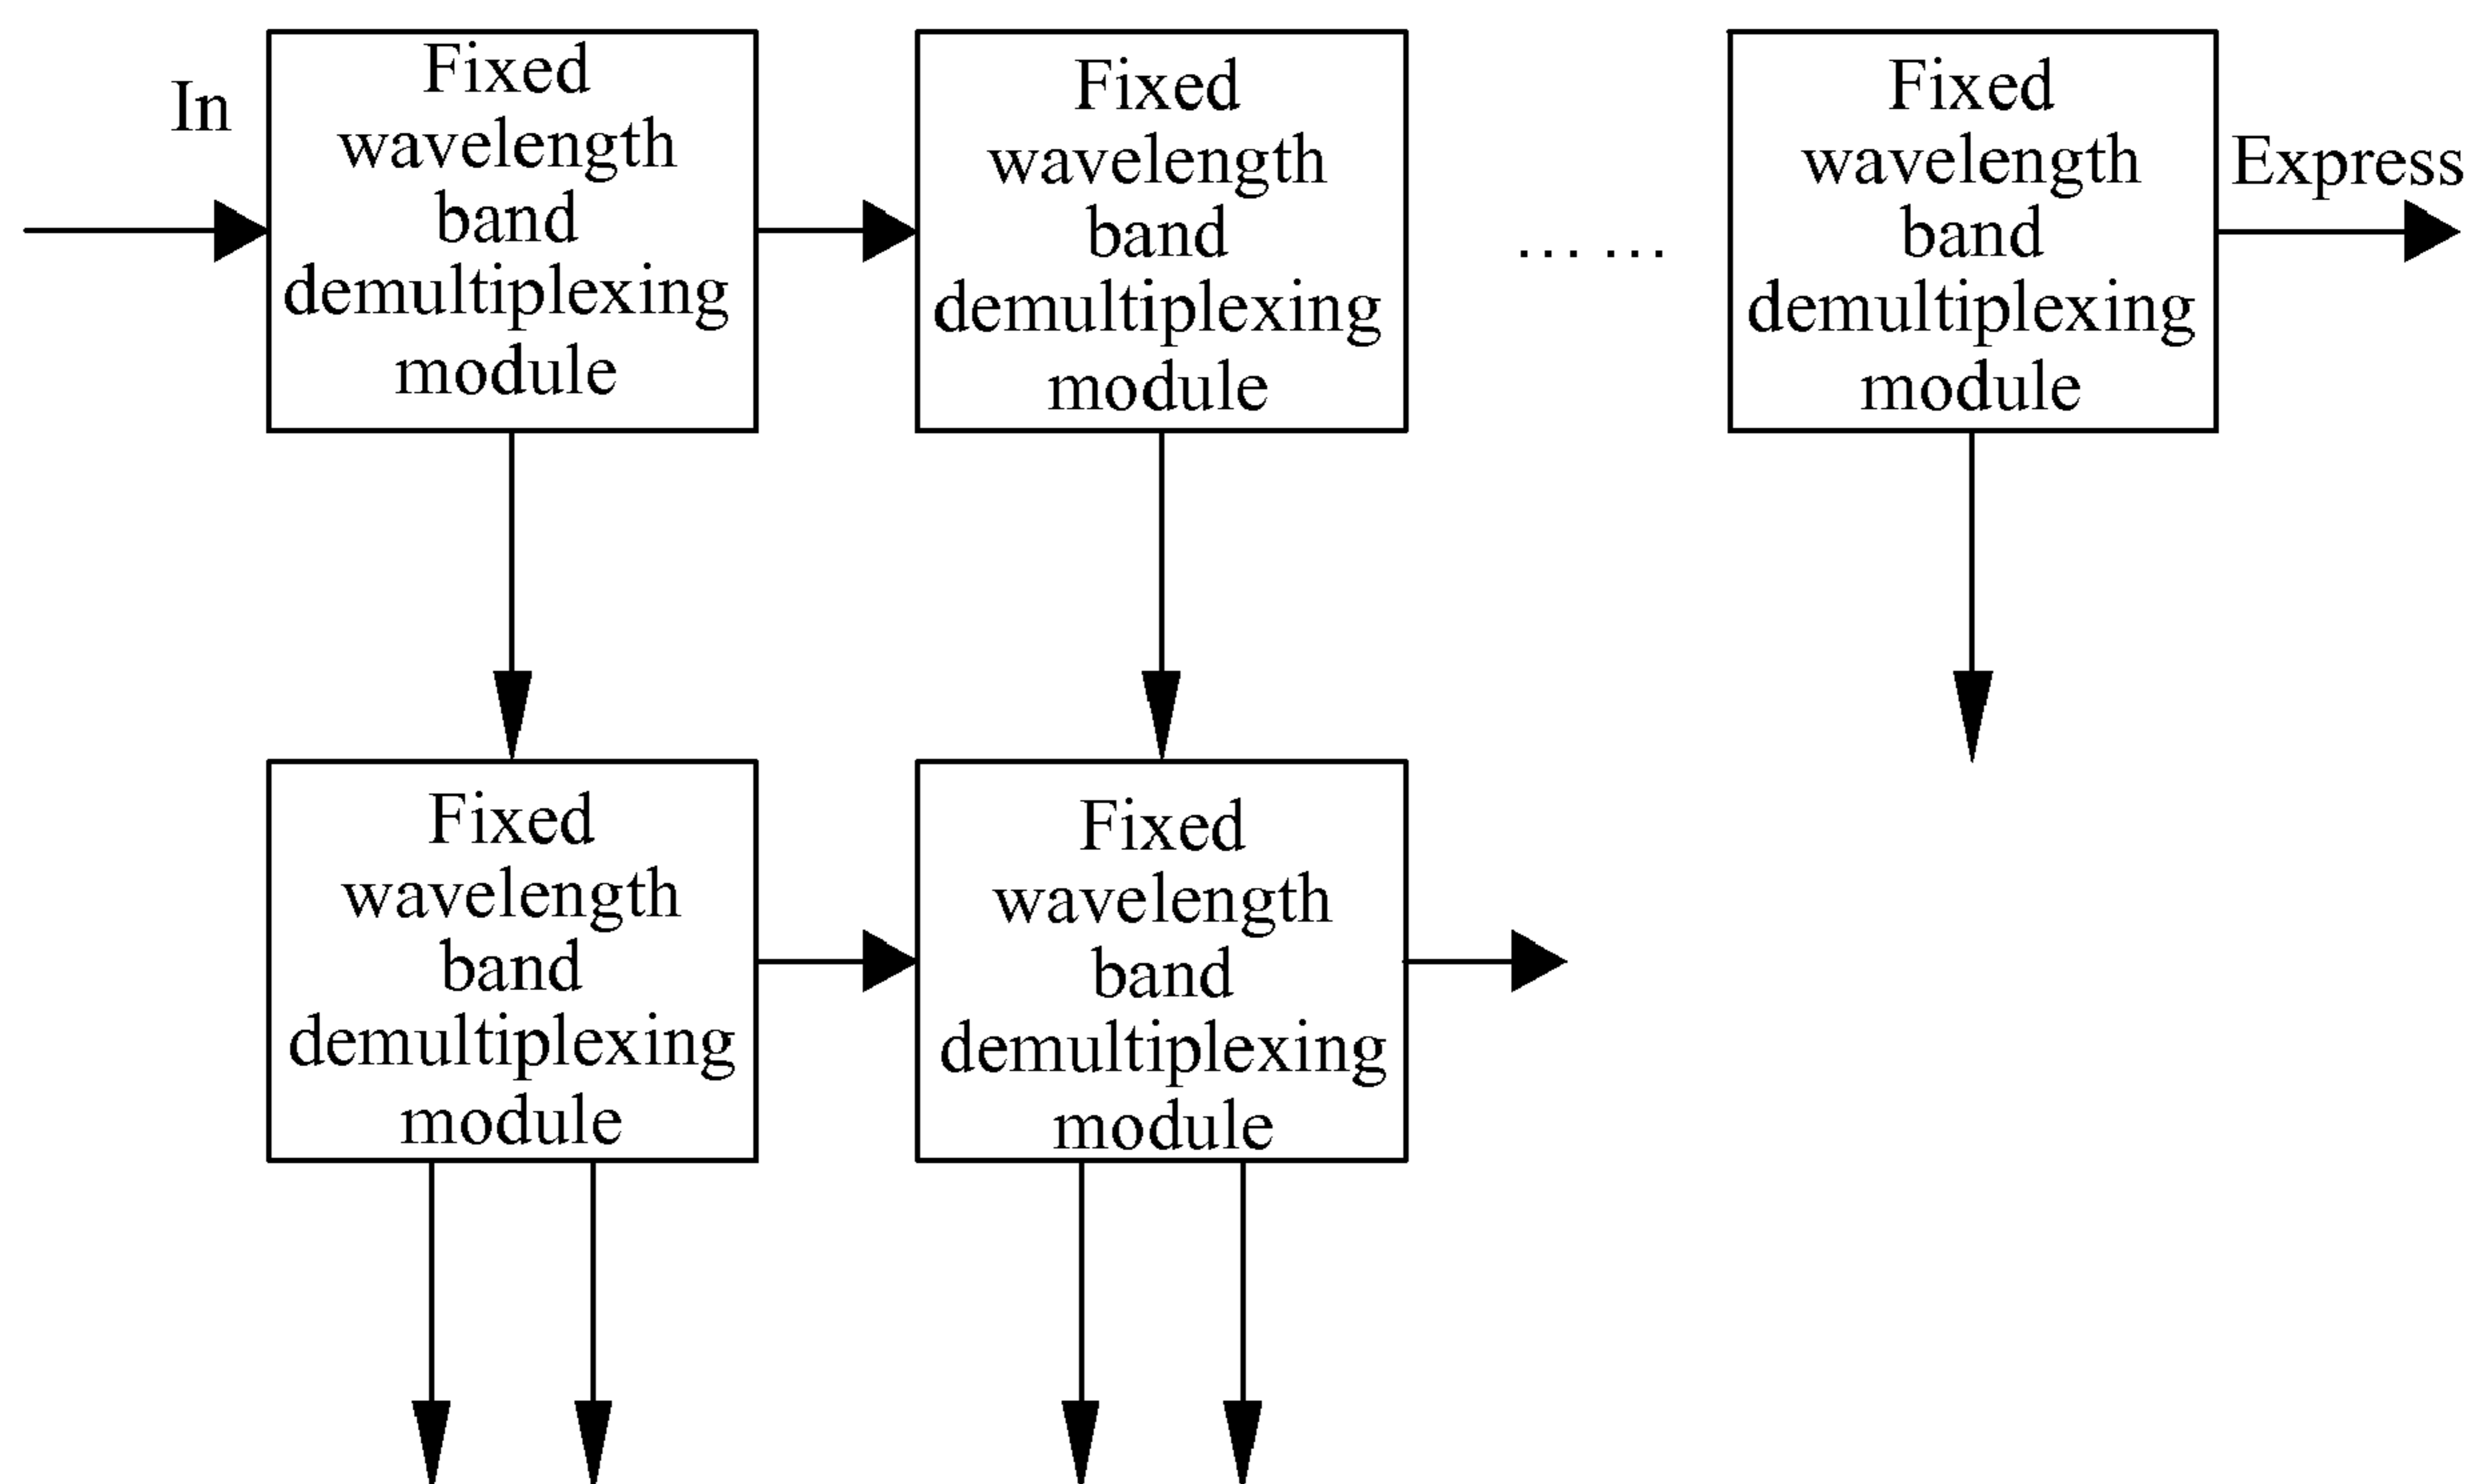 In
Fixed
wavelength
band
demultiplexing
module
Fixed
wavelength
band
demultiplexing
module
... ...
Fixed
wavelength
band
demultiplexing
module
Express
Fixed
wavelength
band
demultiplexing
module
Fixed
wavelength
band
demultiplexing
module